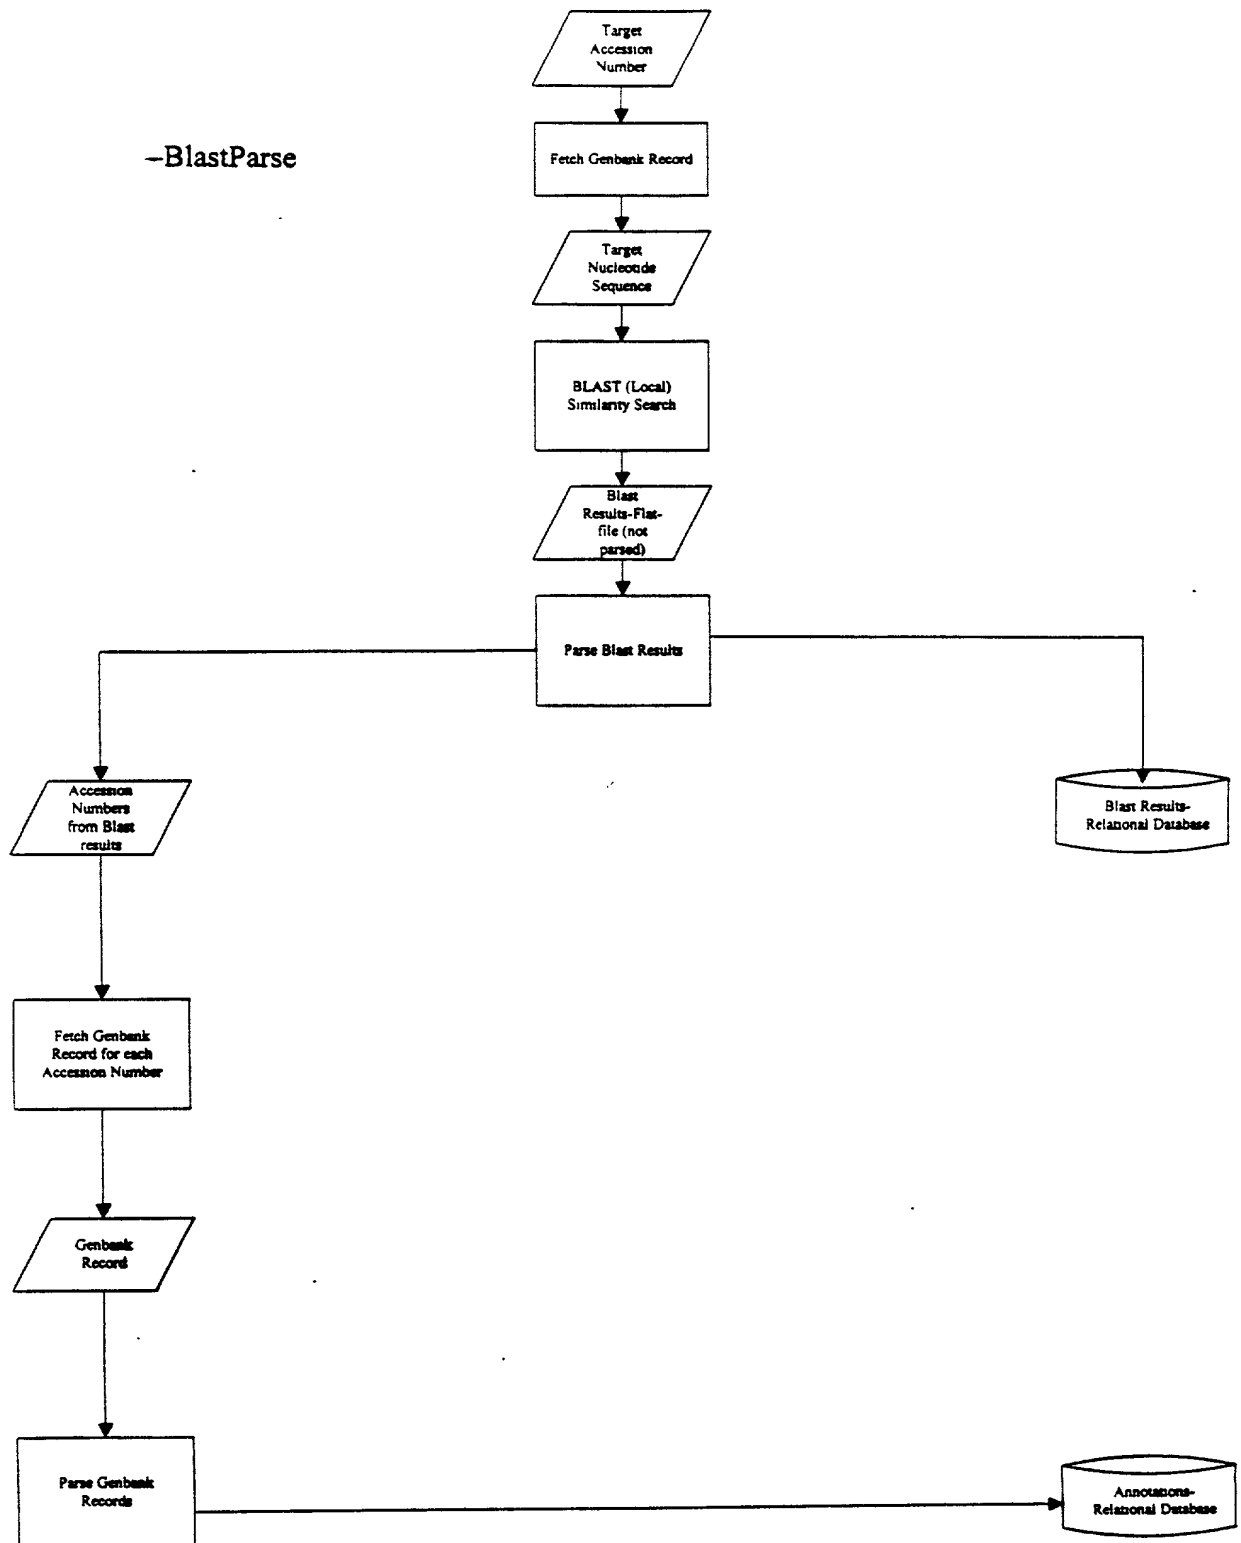 Target
Accession
Number
–BlastParse
Fetch Genbank Record
Target
Nucleotide
Sequence
BLAST (Local)
Similarity Search
Blast
Results-Flat-
file (not
parsed)
Parse Blast Results
Accession
Numbers
from Blast
results
Blast Results-
Relational Database
Fetch Genbank
Record for each
Accession Number
Genbank
Record
Parse Genbank
Records
Annotations-
Relational Database